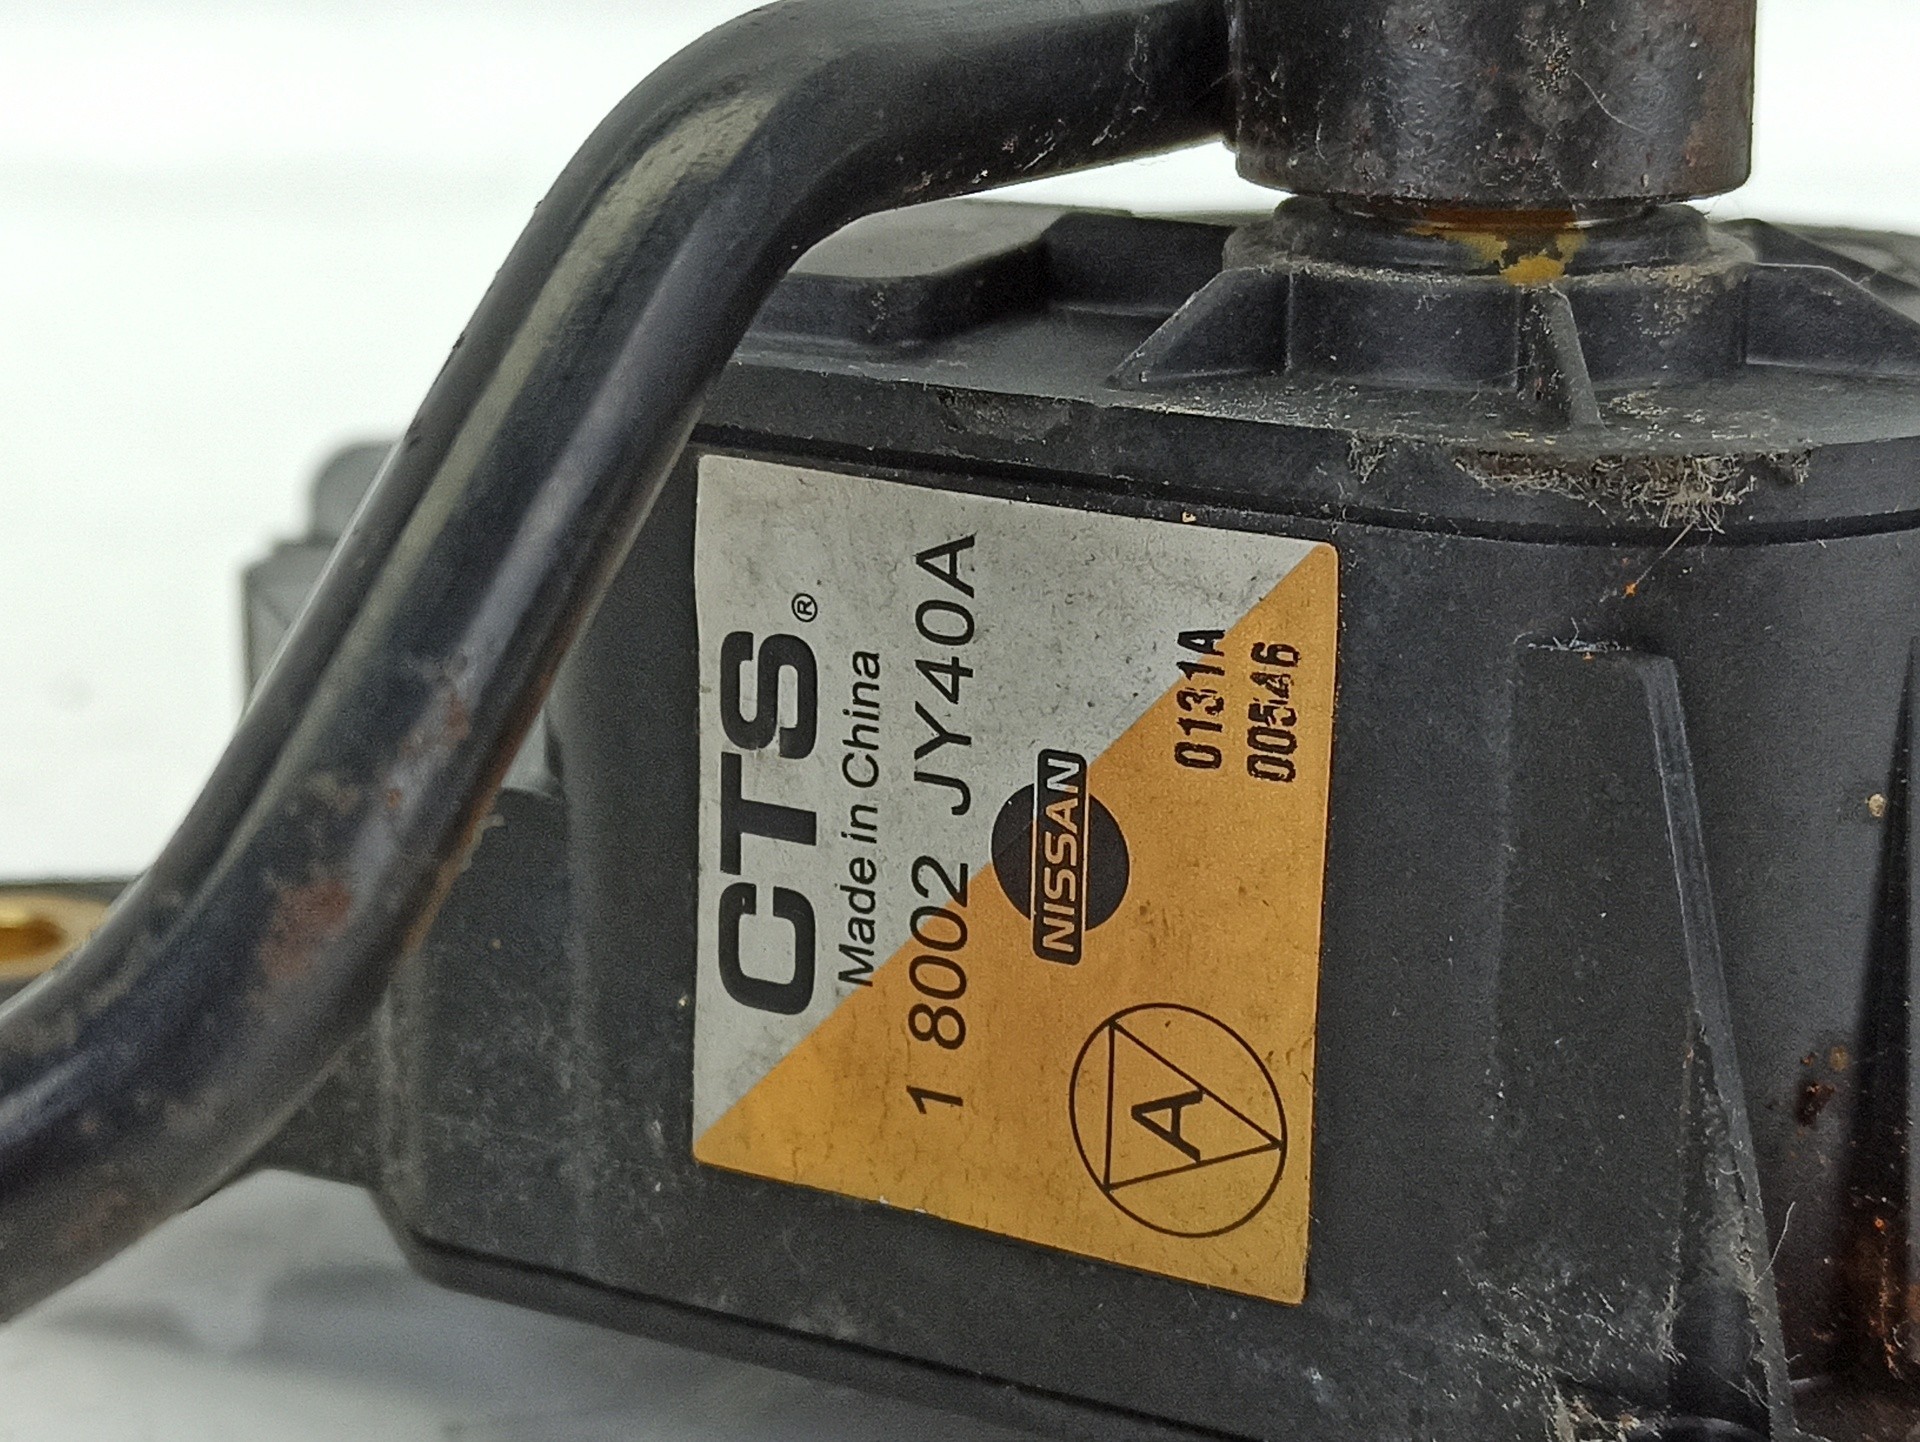 CTS®
Made in China
1 8002 JY40A
NISSAN
0131A
00546
A